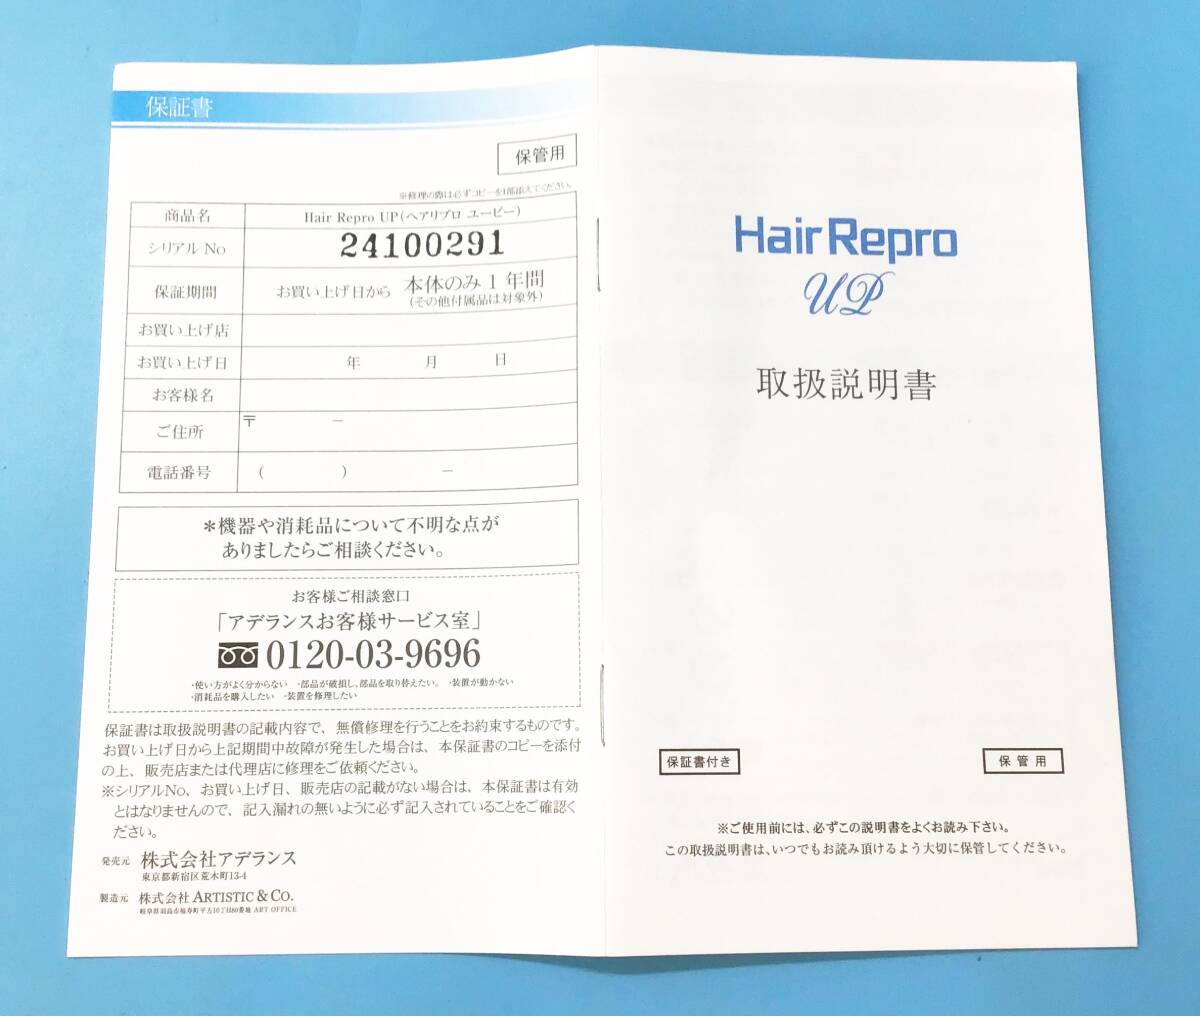 保証書
保管用
※修理の際は必ずコピーを1部添えてください。
商品名 Hair Repro UP(ヘアリプロ ユーピー)
シリアル No 24100291
保証期間 お買い上げ日から 本体のみ 1 年間
(その他付属品は対象外)
お買い上げ店
お買い上げ日 年 月 日
お客様名
ご住所 〒 －
電話番号 ( ) －
＊機器や消耗品について不明な点が
ありましたらご相談ください。
お客様ご相談窓口
「アデランスお客様サービス室」
0120-03-9696
・使い方がよく分からない ・部品が破損し、部品を取り替えたい。 ・装置が動かない
・消耗品を購入したい ・装置を修理したい
保証書は取扱説明書の記載内容で、無償修理を行うことをお約束するものです。
お買い上げ日から上記期間中故障が発生した場合は、本保証書のコピーを添付
の上、販売店または代理店に修理をご依頼ください。
※シリアルNo、お買い上げ日、販売店の記載がない場合は、本保証書は有効
とはなりませんので、記入漏れの無いように必ず記入されていることをご確認く
ださい。
発売元 株式会社アデランス
東京都新宿区荒木町13-4
製造元 株式会社 ARTISTIC & CO.
岐阜県羽島市福寿町平方10丁目80番地 ART OFFICE
Hair Repro
UP
取扱説明書
保証書付き
保管用
※ご使用前には、必ずこの説明書をよくお読み下さい。
この取扱説明書は、いつでもお読み頂けるよう大切に保管してください。